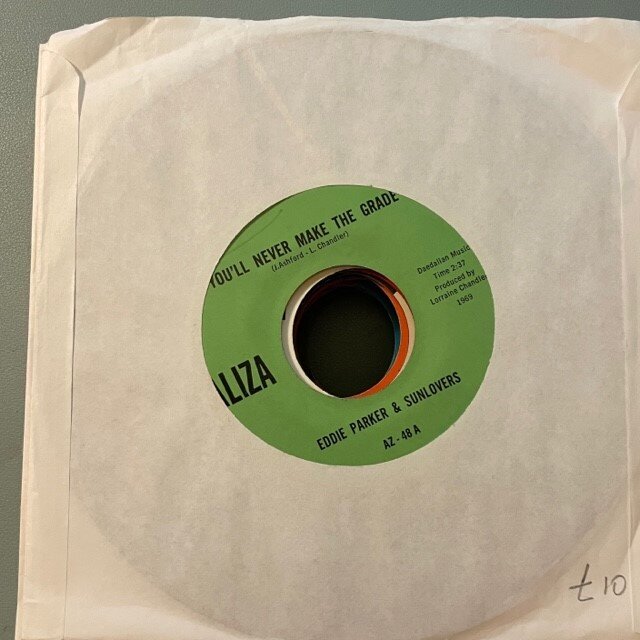 YOU'LL NEVER MAKE THE GRADE
(J.Ashford - L. Chandler)
Daedalian Music
Time 2:37
Produced by
Lorraine Chandler
1969
LIZA
EDDIE PARKER & SUNLOVERS
AZ - 48 A
£10